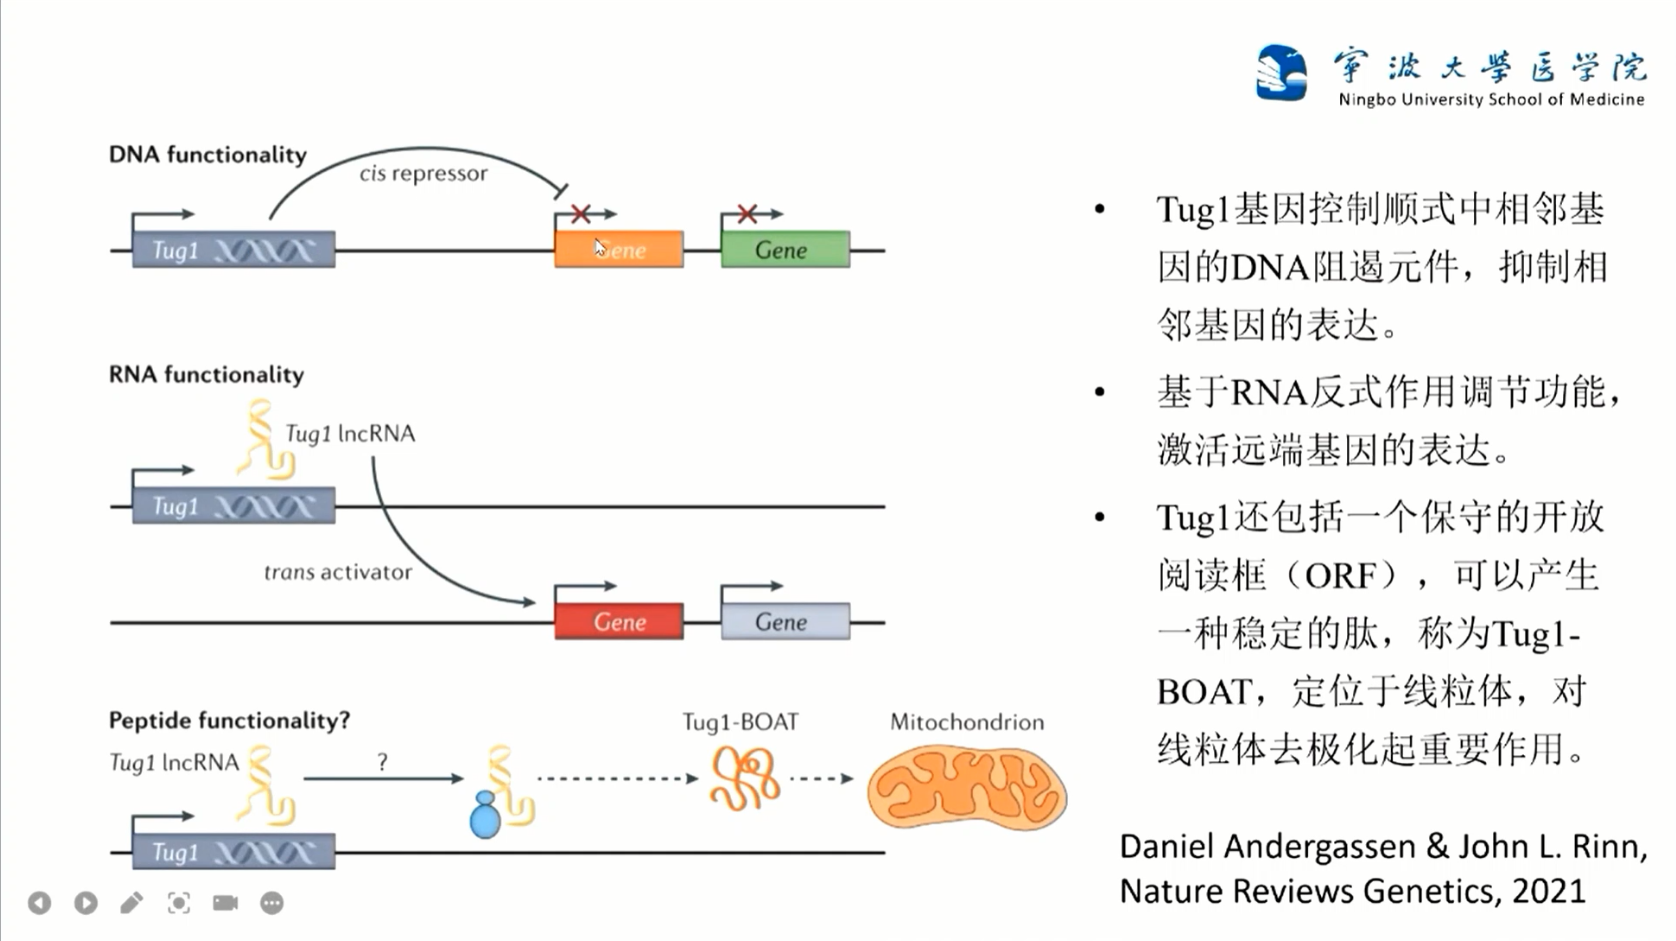 寧波大學医学院
Ningbo University School of Medicine
DNA functionality
cis repressor
Tug1
Gene
Gene
RNA functionality
Tug1 lncRNA
Tug1
trans activator
Gene
Gene
Peptide functionality?
Tug1-BOAT
Mitochondrion
Tug1 lncRNA
?
Tug1
• Tug1基因控制顺式中相邻基
因的DNA阻遏元件，抑制相
邻基因的表达。
• 基于RNA反式作用调节功能，
激活远端基因的表达。
• Tug1还包括一个保守的开放
阅读框（ORF），可以产生
一种稳定的肽，称为Tug1-
BOAT，定位于线粒体，对
线粒体去极化起重要作用。
Daniel Andergassen & John L. Rinn,
Nature Reviews Genetics, 2021